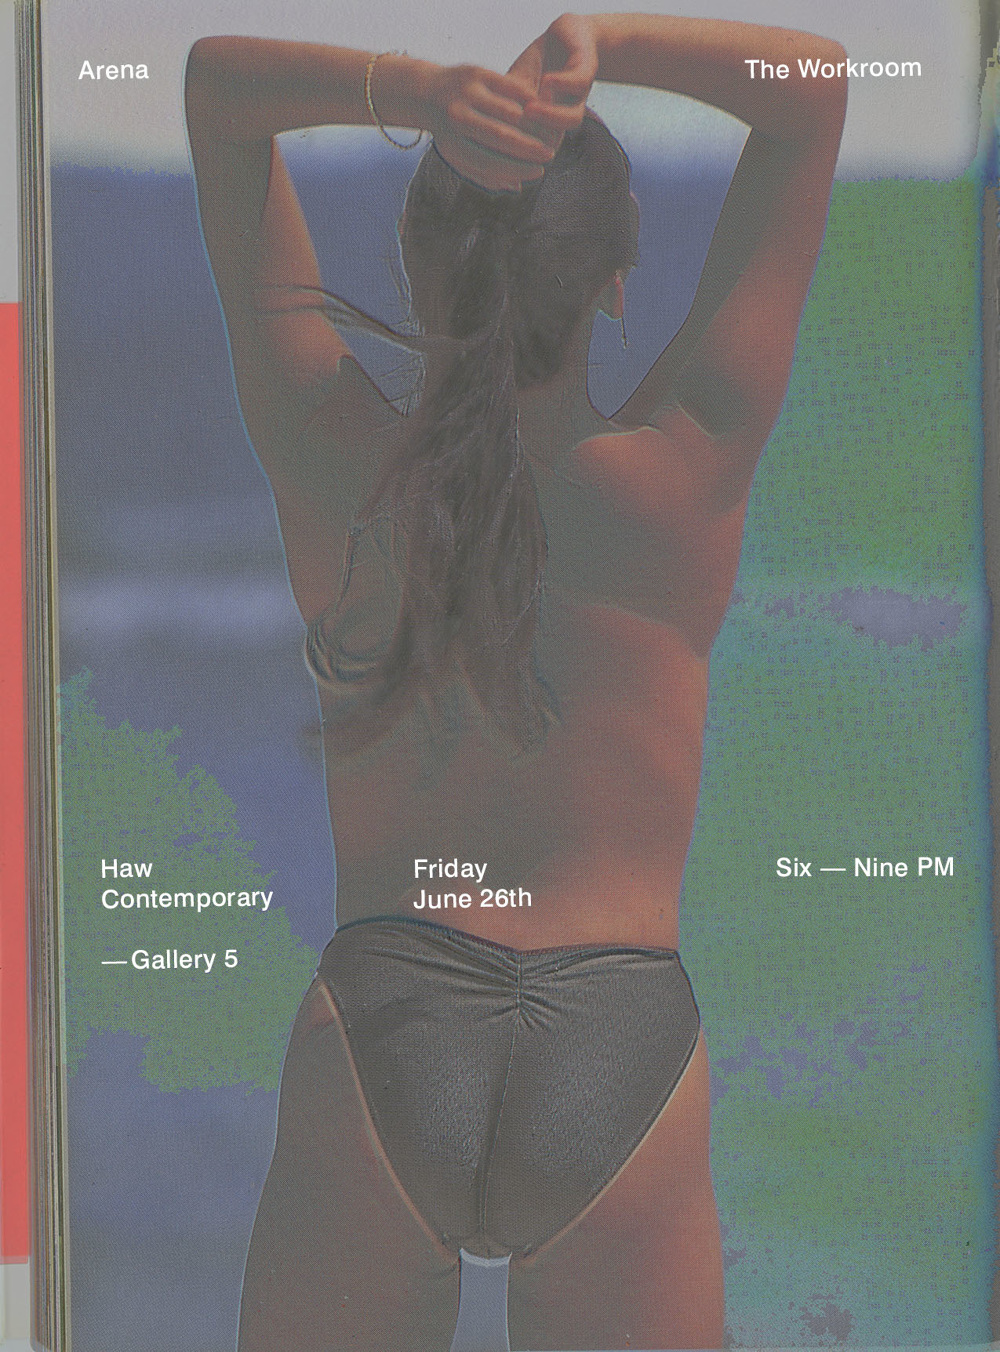 Arena
The Workroom
Haw
Contemporary
—Gallery 5
Friday
June 26th
Six — Nine PM